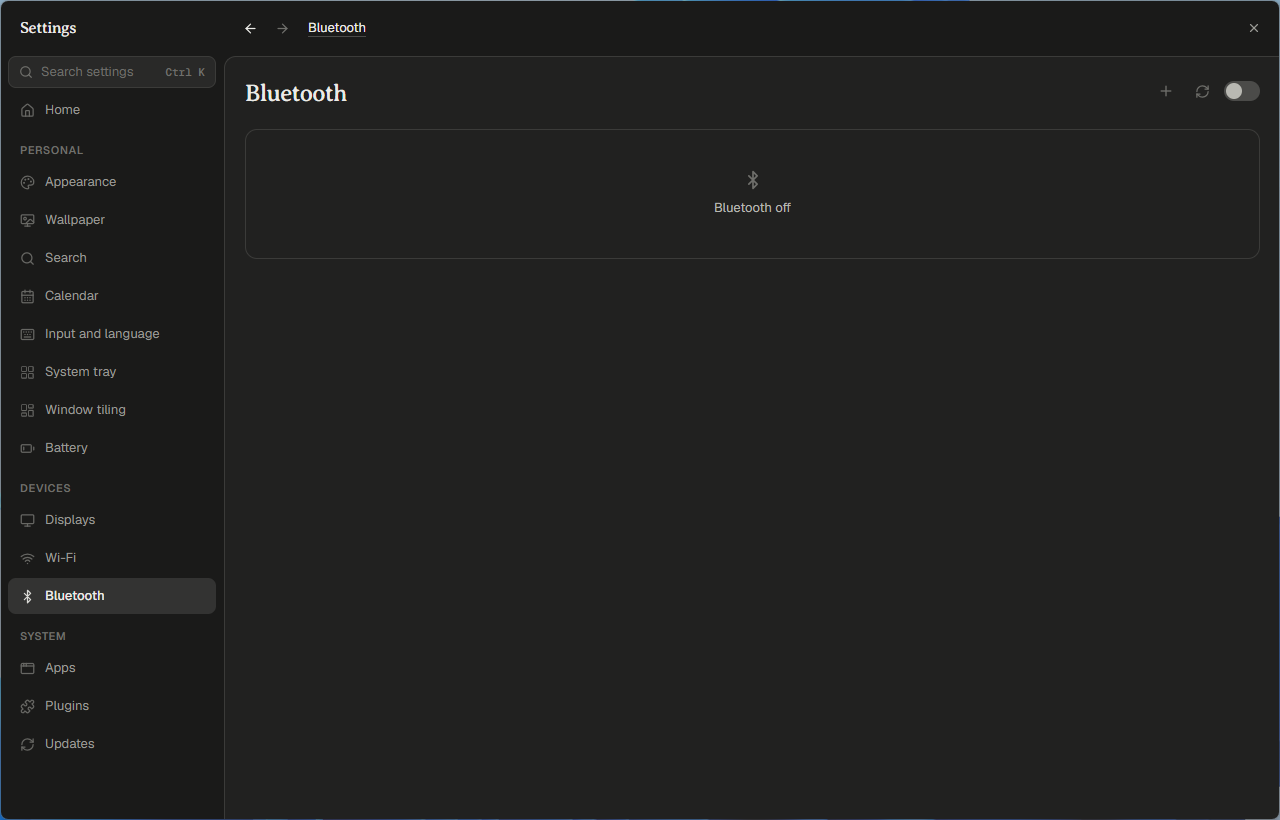 Settings
Bluetooth
Search settings Ctrl K
Home
PERSONAL
Appearance
Wallpaper
Search
Calendar
Input and language
System tray
Window tiling
Battery
DEVICES
Displays
Wi-Fi
Bluetooth
SYSTEM
Apps
Plugins
Updates
Bluetooth
Bluetooth off